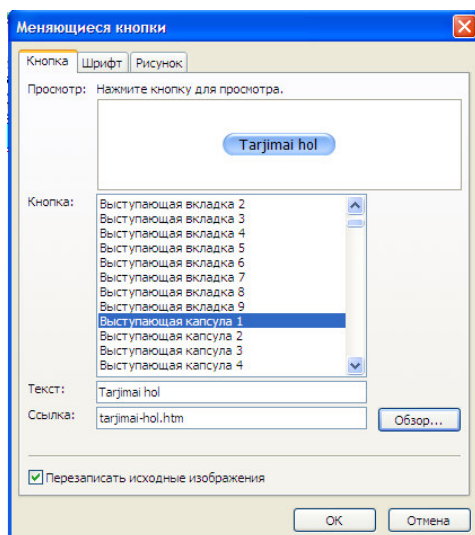 Меняющиеся кнопки
Кнопка Шрифт Рисунок
Просмотр: Нажмите кнопку для просмотра.
Tarjimai hol
Кнопка:
Выступающая вкладка 2
Выступающая вкладка 3
Выступающая вкладка 4
Выступающая вкладка 5
Выступающая вкладка 6
Выступающая вкладка 7
Выступающая вкладка 8
Выступающая вкладка 9
Выступающая капсула 1
Выступающая капсула 2
Выступающая капсула 3
Выступающая капсула 4
Текст: Tarjimai hol
Ссылка: tarjimai-hol.htm Обзор...
Перезаписать исходные изображения
ОК Отмена